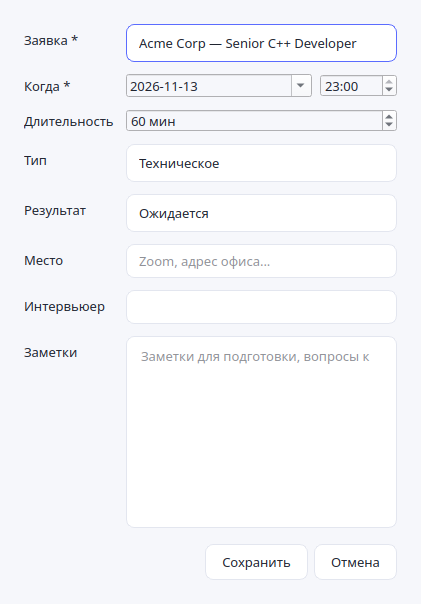 Заявка * Acme Corp — Senior C++ Developer
Когда * 2026-11-13 23:00
Длительность 60 мин
Тип Техническое
Результат Ожидается
Место Zoom, адрес офиса...
Интервьюер
Заметки Заметки для подготовки, вопросы к
Сохранить Отмена